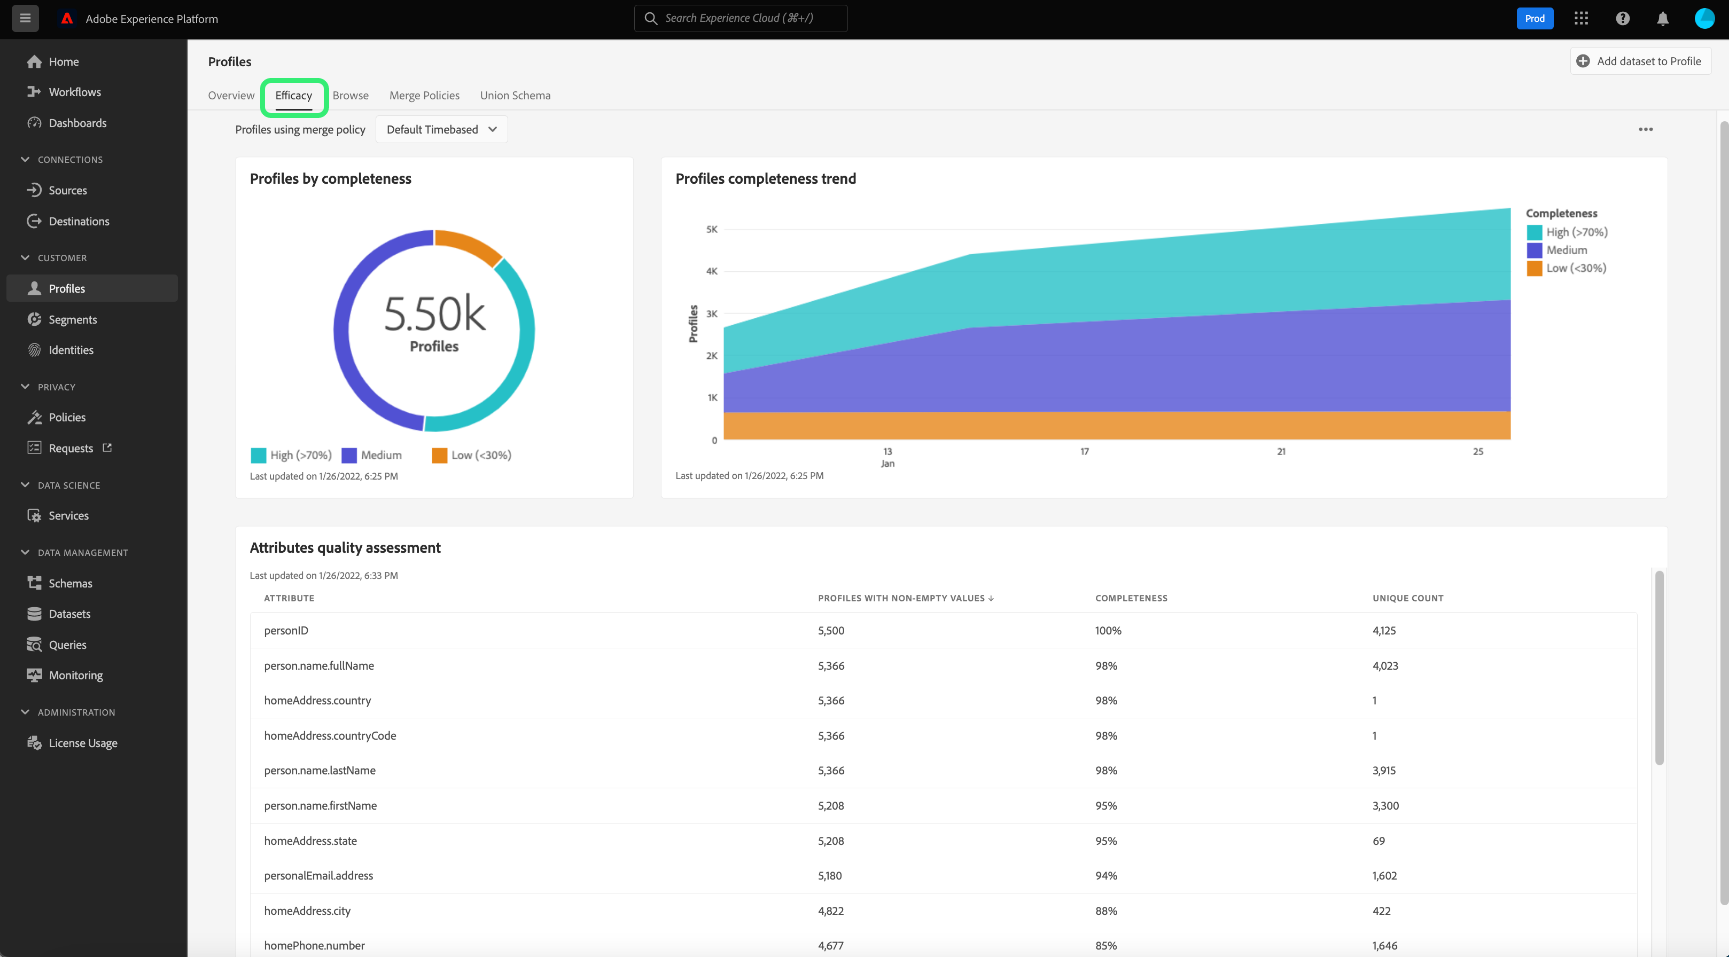 Adobe Experience Platform
Search Experience Cloud (⌘+/)
Prod
Home
Workflows
Dashboards
CONNECTIONS
Sources
Destinations
CUSTOMER
Profiles
Segments
Identities
PRIVACY
Policies
Requests
DATA SCIENCE
Services
DATA MANAGEMENT
Schemas
Datasets
Queries
Monitoring
ADMINISTRATION
License Usage
Profiles
Add dataset to Profile
Overview Efficacy Browse Merge Policies Union Schema
Profiles using merge policy Default Timebased
Profiles by completeness
5.50k
Profiles
High (>70%) Medium Low (<30%)
Last updated on 1/26/2022, 6:25 PM
Profiles completeness trend
Profiles
5K
4K
3K
2K
1K
0
13 17 21 25
Jan
Completeness
High (>70%)
Medium
Low (<30%)
Last updated on 1/26/2022, 6:25 PM
Attributes quality assessment
Last updated on 1/26/2022, 6:33 PM
ATTRIBUTE PROFILES WITH NON-EMPTY VALUES ↓ COMPLETENESS UNIQUE COUNT
personID 5,500 100% 4,125
person.name.fullName 5,366 98% 4,023
homeAddress.country 5,366 98% 1
homeAddress.countryCode 5,366 98% 1
person.name.lastName 5,366 98% 3,915
person.name.firstName 5,208 95% 3,300
homeAddress.state 5,208 95% 69
personalEmail.address 5,180 94% 1,602
homeAddress.city 4,822 88% 422
homePhone.number 4,677 85% 1,646